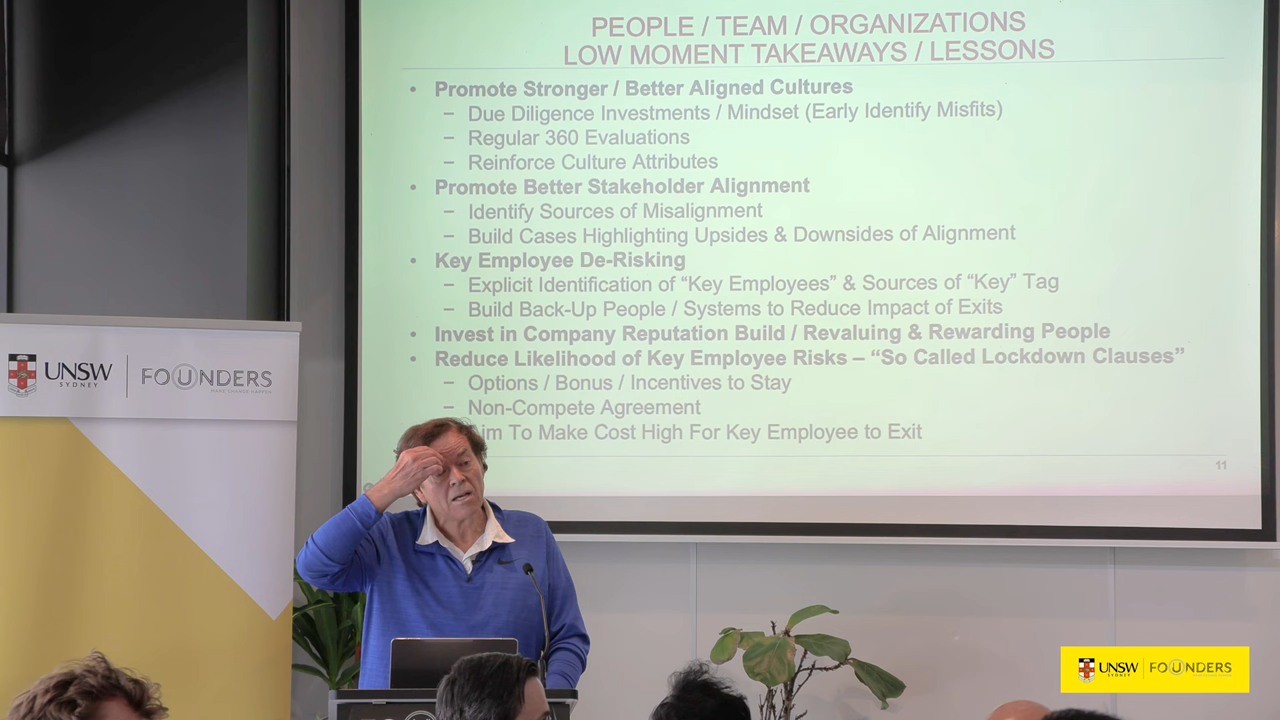 PEOPLE / TEAM / ORGANIZATIONS
LOW MOMENT TAKEAWAYS / LESSONS
• Promote Stronger / Better Aligned Cultures
– Due Diligence Investments / Mindset (Early Identify Misfits)
– Regular 360 Evaluations
– Reinforce Culture Attributes
• Promote Better Stakeholder Alignment
– Identify Sources of Misalignment
– Build Cases Highlighting Upsides & Downsides of Alignment
• Key Employee De-Risking
– Explicit Identification of “Key Employees” & Sources of “Key” Tag
– Build Back-Up People / Systems to Reduce Impact of Exits
• Invest in Company Reputation Build / Revaluing & Rewarding People
• Reduce Likelihood of Key Employee Risks – “So Called Lockdown Clauses”
– Options / Bonus / Incentives to Stay
– Non-Compete Agreement
To Make Cost High For Key Employee to Exit
11
UNSW
SYDNEY
FOUNDERS
MAKE CHANGE HAPPEN
UNSW
SYDNEY
FOUNDERS